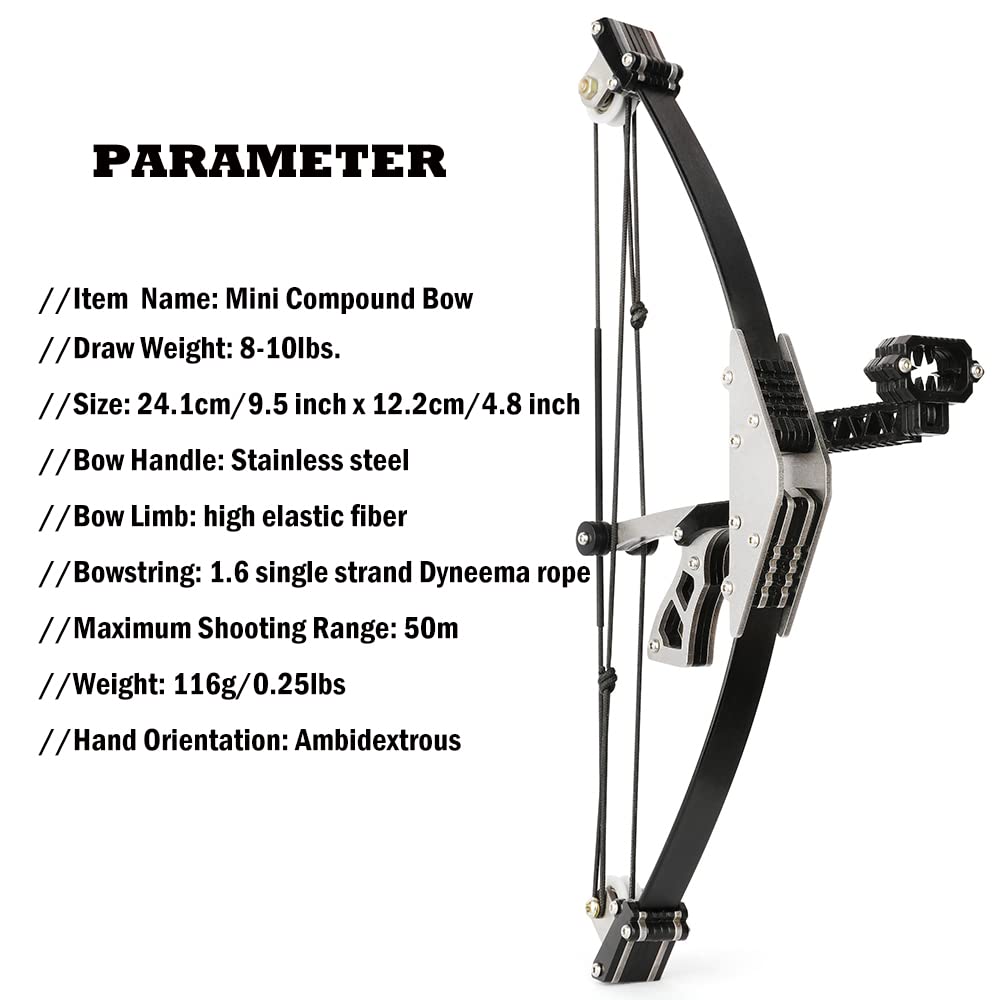 PARAMETER
//Item Name: Mini Compound Bow
//Draw Weight: 8-10lbs.
//Size: 24.1cm/9.5 inch x 12.2cm/4.8 inch
//Bow Handle: Stainless steel
//Bow Limb: high elastic fiber
//Bowstring: 1.6 single strand Dyneema rope
//Maximum Shooting Range: 50m
//Weight: 116g/0.25lbs
//Hand Orientation: Ambidextrous